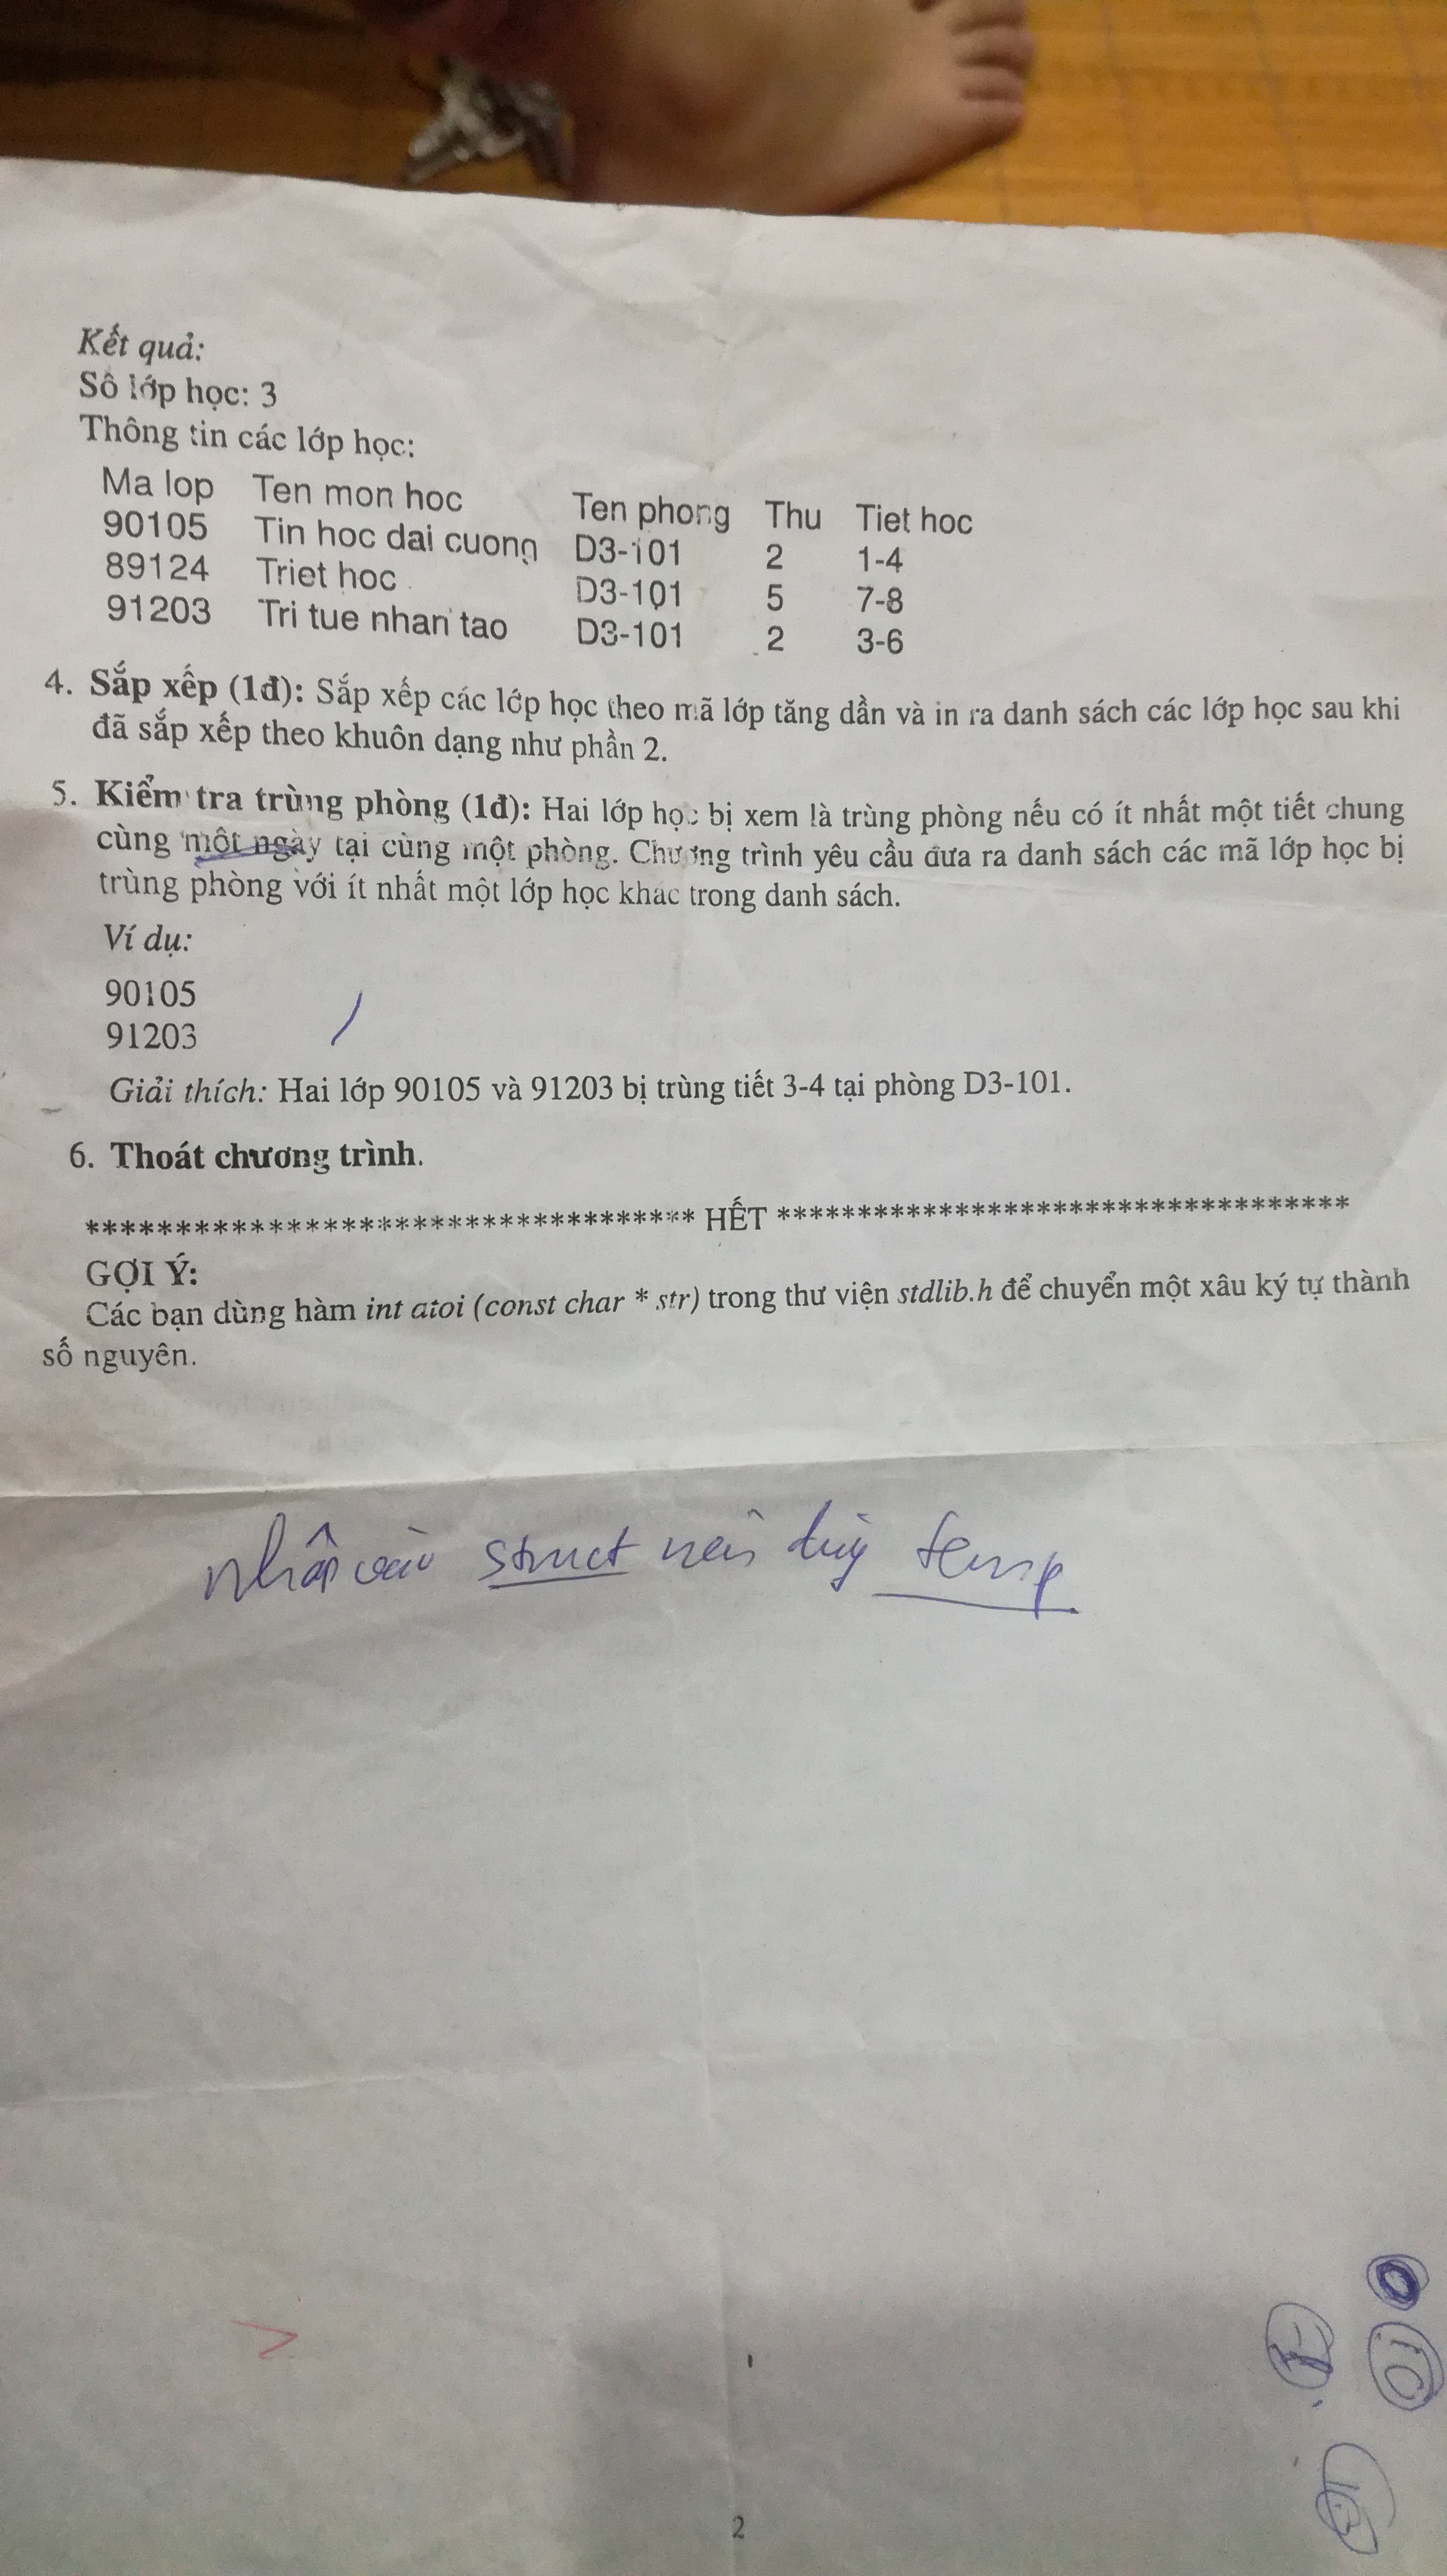 Kết quả:
Số lớp học: 3
Thông tin các lớp học:
Ma lop Ten mon hoc Ten phong Thu Tiet hoc
90105 Tin hoc dai cuong D3-101 2 1-4
89124 Triet hoc D3-101 5 7-8
91203 Tri tue nhan tao D3-101 2 3-6
4. Sắp xếp (1đ): Sắp xếp các lớp học theo mã lớp tăng dần và in ra danh sách các lớp học sau khi
đã sắp xếp theo khuôn dạng như phần 2.
5. Kiểm tra trùng phòng (1đ): Hai lớp học bị xem là trùng phòng nếu có ít nhất một tiết chung
cùng một ngày tại cùng một phòng. Chương trình yêu cầu đưa ra danh sách các mã lớp học bị
trùng phòng với ít nhất một lớp học khác trong danh sách.
Ví dụ:
90105
91203
Giải thích: Hai lớp 90105 và 91203 bị trùng tiết 3-4 tại phòng D3-101.
6. Thoát chương trình.
********************************** HẾT **********************************
GỢI Ý:
Các bạn dùng hàm int atoi (const char * str) trong thư viện stdlib.h để chuyển một xâu ký tự thành
số nguyên.
nhập vào struct nên dùng temp
2